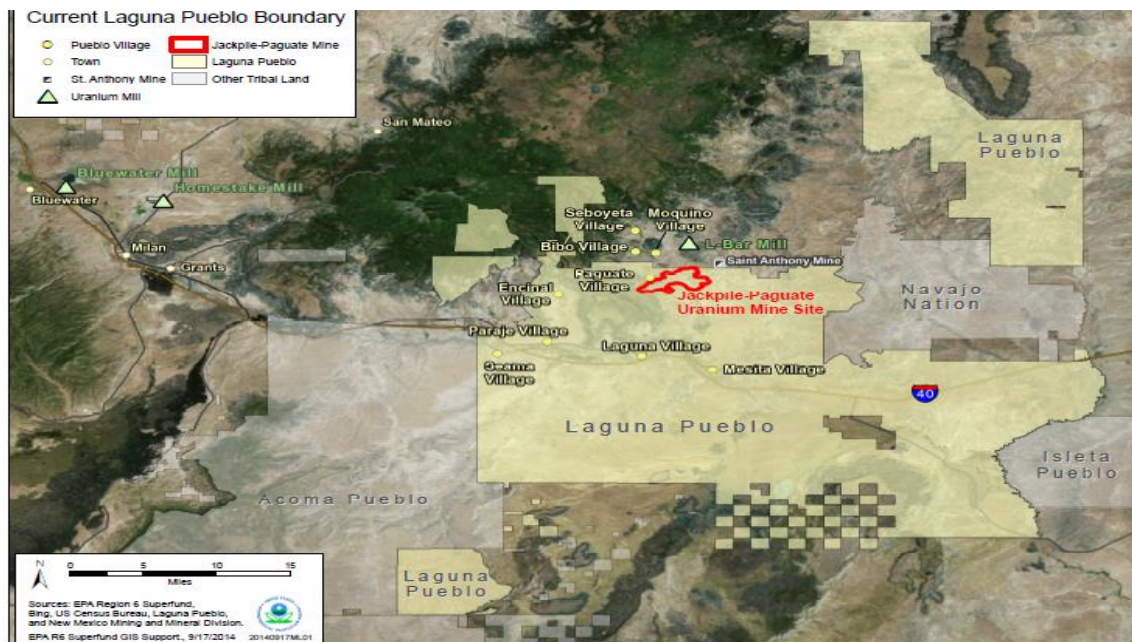 Current Laguna Pueblo Boundary
Pueblo Village
Jackpile-Paguate Mine
Town
Laguna Pueblo
St. Anthony Mine
Other Tribal Land
Uranium Mill
San Mateo
Laguna
Pueblo
Bluewater Mill
Bluewater
Homestake Mill
Seboyeta
Village
Moquino
Village
Bibo Village
L-Bar Mill
Milan
Grants
Saint Anthony Mine
Paguate
Village
Encinal
Village
Jackpile-Paguate
Uranium Mine Site
Navajo
Nation
Paraje Village
Laguna Village
Seama
Village
Mesita Village
40
Laguna Pueblo
Isleta
Pueblo
Acoma Pueblo
Laguna
Pueblo
N
0 5 10 15
Miles
Sources: EPA Region 6 Superfund,
Bing, US Census Bureau, Laguna Pueblo,
and New Mexico Mining and Mineral Division.
EPA R6 Superfund GIS Support., 9/17/2014 20140917ML01